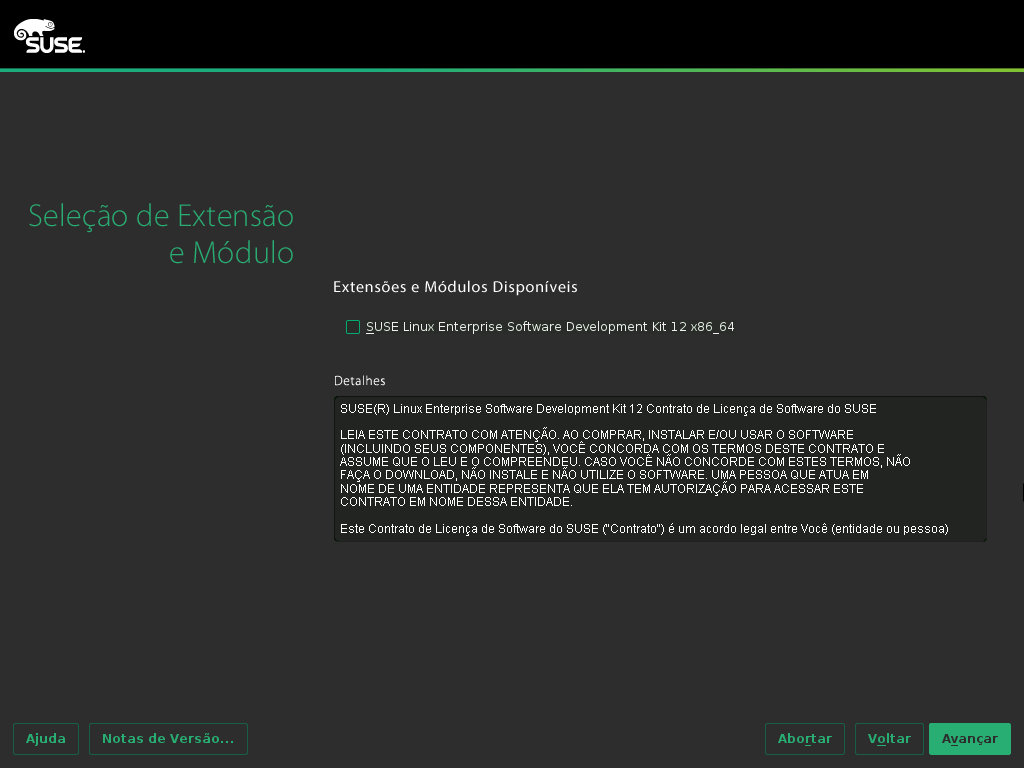 SUSE
Seleção de Extensão
e Módulo
Extensões e Módulos Disponíveis
SUSE Linux Enterprise Software Development Kit 12 x86_64
Detalhes
SUSE(R) Linux Enterprise Software Development Kit 12 Contrato de Licença de Software do SUSE
LEIA ESTE CONTRATO COM ATENÇÃO. AO COMPRAR, INSTALAR E/OU USAR O SOFTWARE
(INCLUINDO SEUS COMPONENTES), VOCÊ CONCORDA COM OS TERMOS DESTE CONTRATO E
ASSUME QUE O LEU E O COMPREENDEU. CASO VOCÊ NÃO CONCORDE COM ESTES TERMOS, NÃO
FAÇA O DOWNLOAD, NÃO INSTALE E NÃO UTILIZE O SOFTWARE. UMA PESSOA QUE ATUA EM
NOME DE UMA ENTIDADE REPRESENTA QUE ELA TEM AUTORIZAÇÃO PARA ACESSAR ESTE
CONTRATO EM NOME DESSA ENTIDADE.
Este Contrato de Licença de Software do SUSE ("Contrato") é um acordo legal entre Você (entidade ou pessoa)
Ajuda
Notas de Versão...
Abortar
Voltar
Avançar